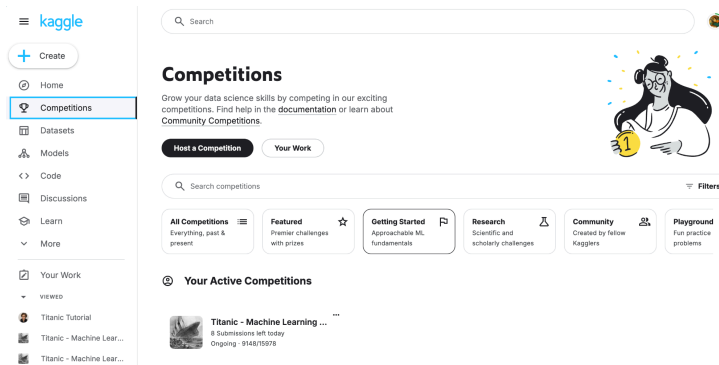 kaggle
Search
Create
Home
Competitions
Datasets
Models
Code
Discussions
Learn
More
Your Work
VIEWED
Titanic Tutorial
Titanic - Machine Lear...
Titanic - Machine Lear...
Competitions
Grow your data science skills by competing in our exciting
competitions. Find help in the documentation or learn about
Community Competitions.
Host a Competition
Your Work
1
Search competitions
Filters
All Competitions
Everything, past &
present
Featured
Premier challenges
with prizes
Getting Started
Approachable ML
fundamentals
Research
Scientific and
scholarly challenges
Community
Created by fellow
Kagglers
Playground
Fun practice
problems
Your Active Competitions
Titanic - Machine Learning ...
8 Submissions left today
Ongoing · 9148/15978